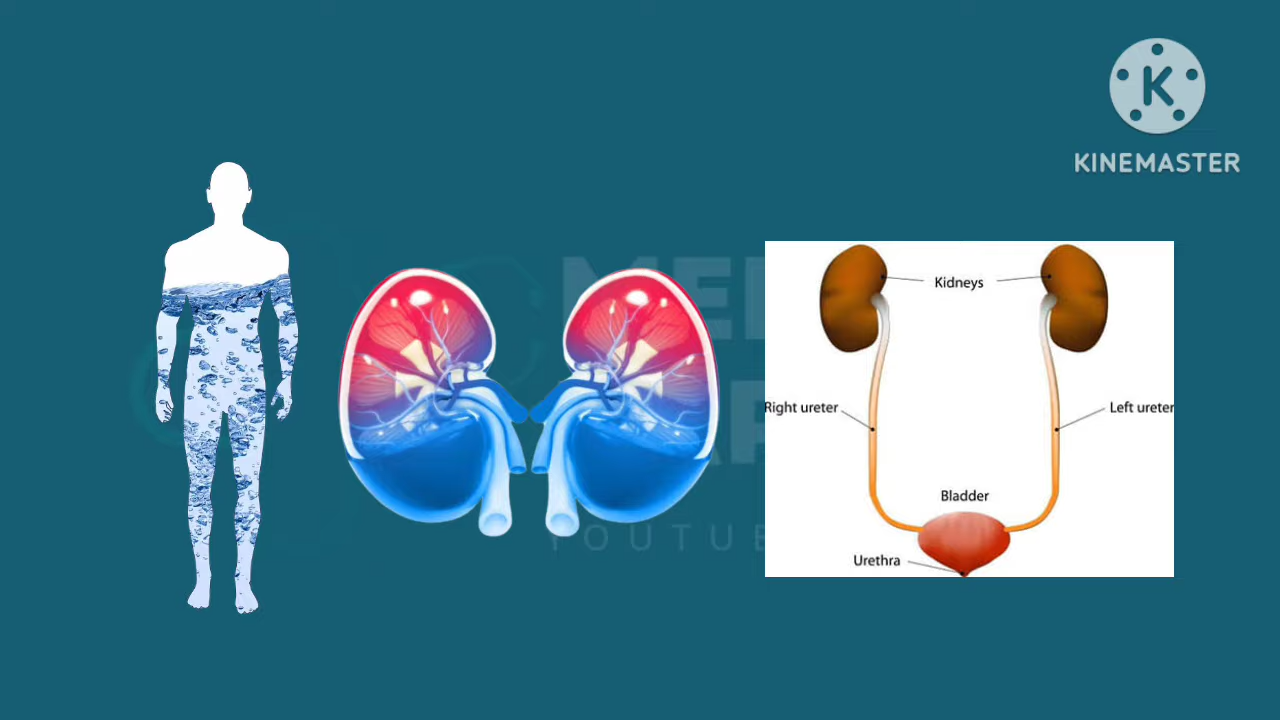 K
KINEMASTER
Kidneys
Right ureter
Left ureter
Bladder
Urethra